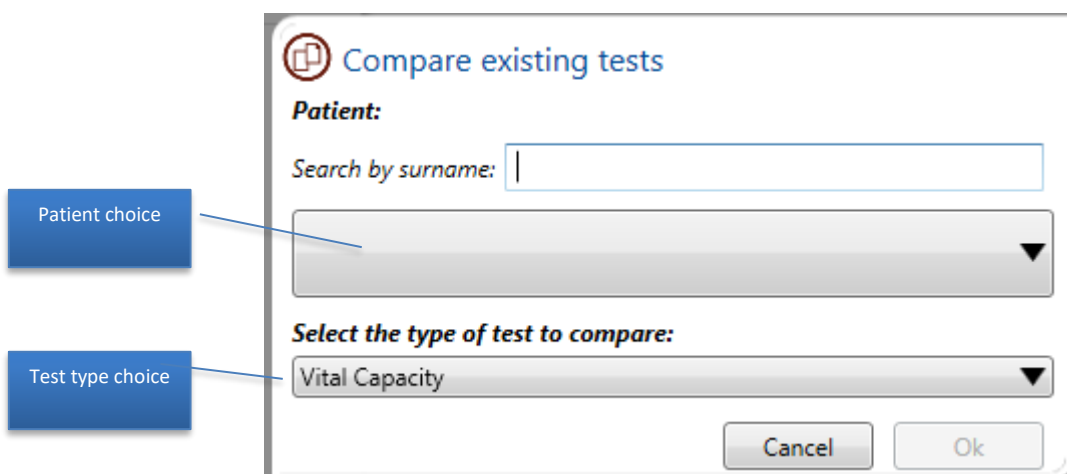 Compare existing tests
Patient:
Search by surname:
Patient choice
Select the type of test to compare:
Test type choice
Vital Capacity
Cancel
Ok